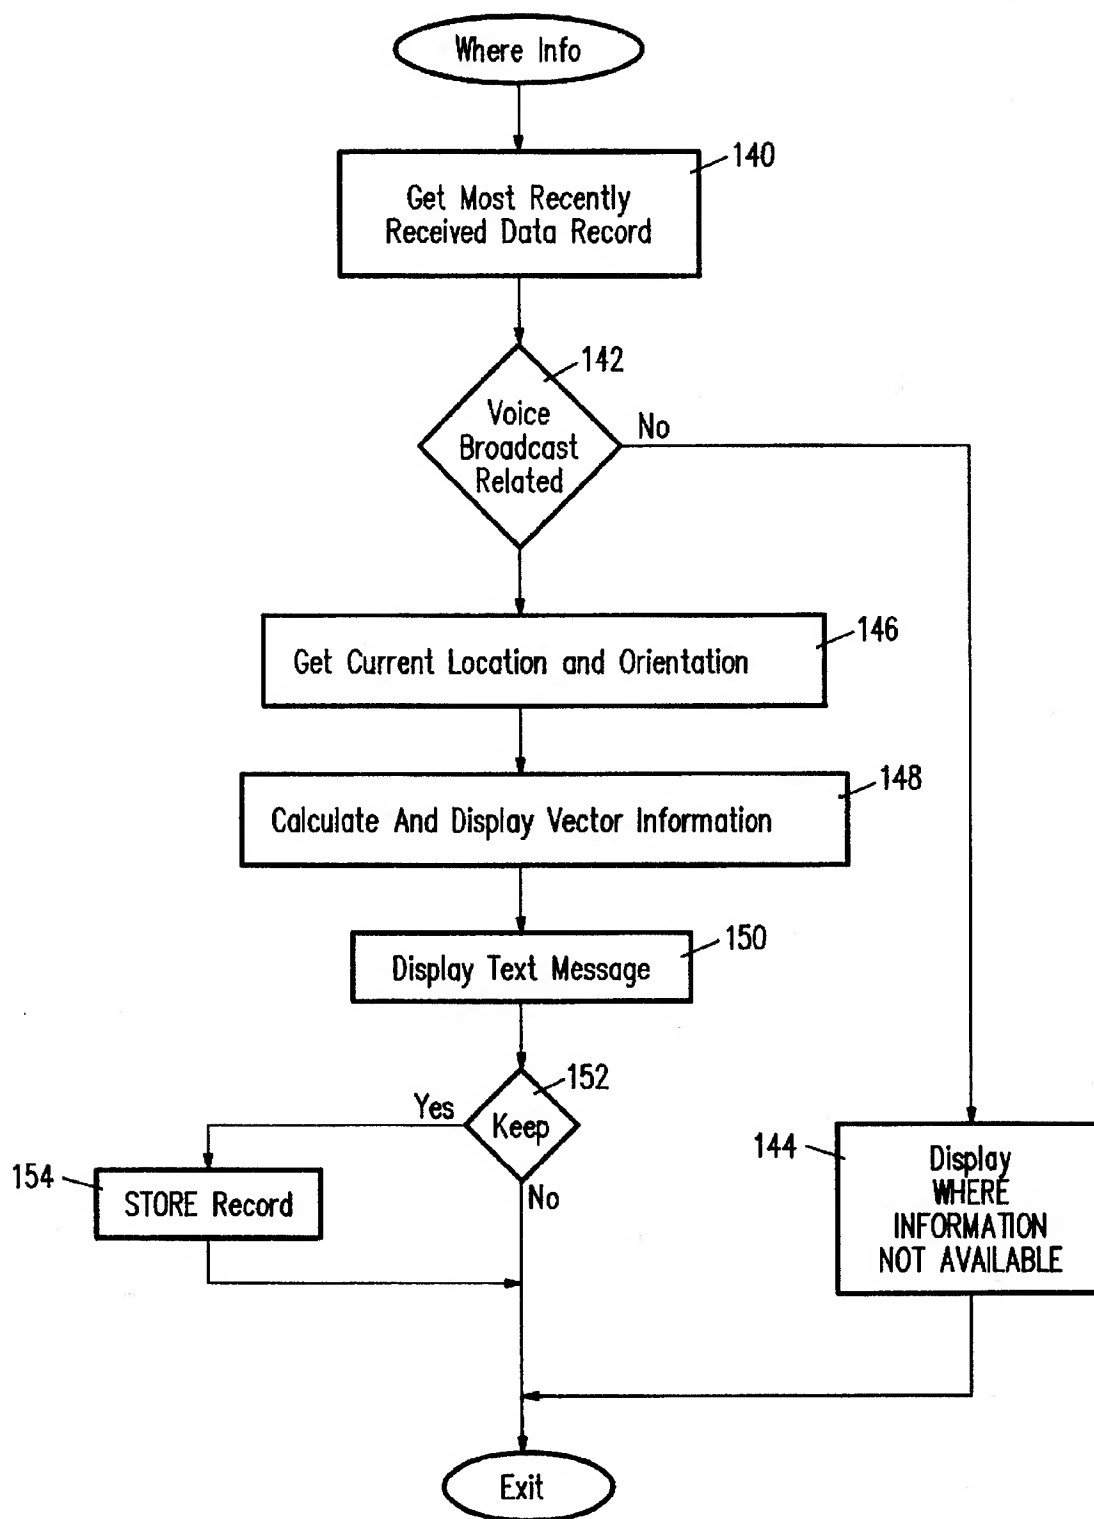 Where Info
140
Get Most Recently
Received Data Record
142
Voice
Broadcast
Related
No
146
Get Current Location and Orientation
148
Calculate And Display Vector Information
150
Display Text Message
152
Yes
Keep
No
154
STORE Record
144
Display
WHERE
INFORMATION
NOT AVAILABLE
Exit